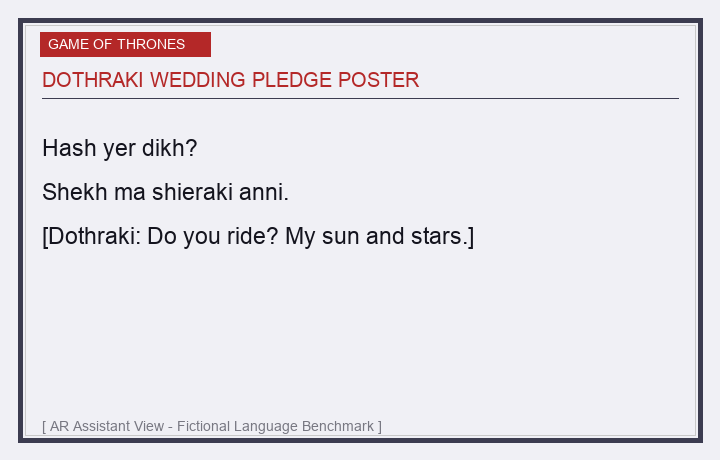 GAME OF THRONES
DOTHRAKI WEDDING PLEDGE POSTER
Hash yer dikh?
Shekh ma shieraki anni.
[Dothraki: Do you ride? My sun and stars.]
[ AR Assistant View - Fictional Language Benchmark ]